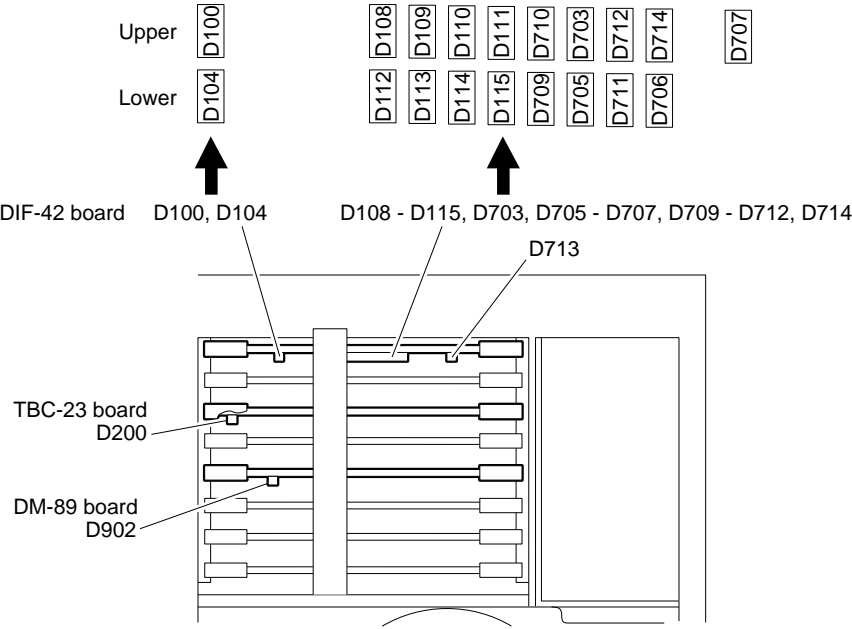 Upper D100 D108 D109 D110 D111 D710 D703 D712 D714 D707
Lower D104 D112 D113 D114 D115 D709 D705 D711 D706
DIF-42 board D100, D104 D108 - D115, D703, D705 - D707, D709 - D712, D714
D713
TBC-23 board
D200
DM-89 board
D902